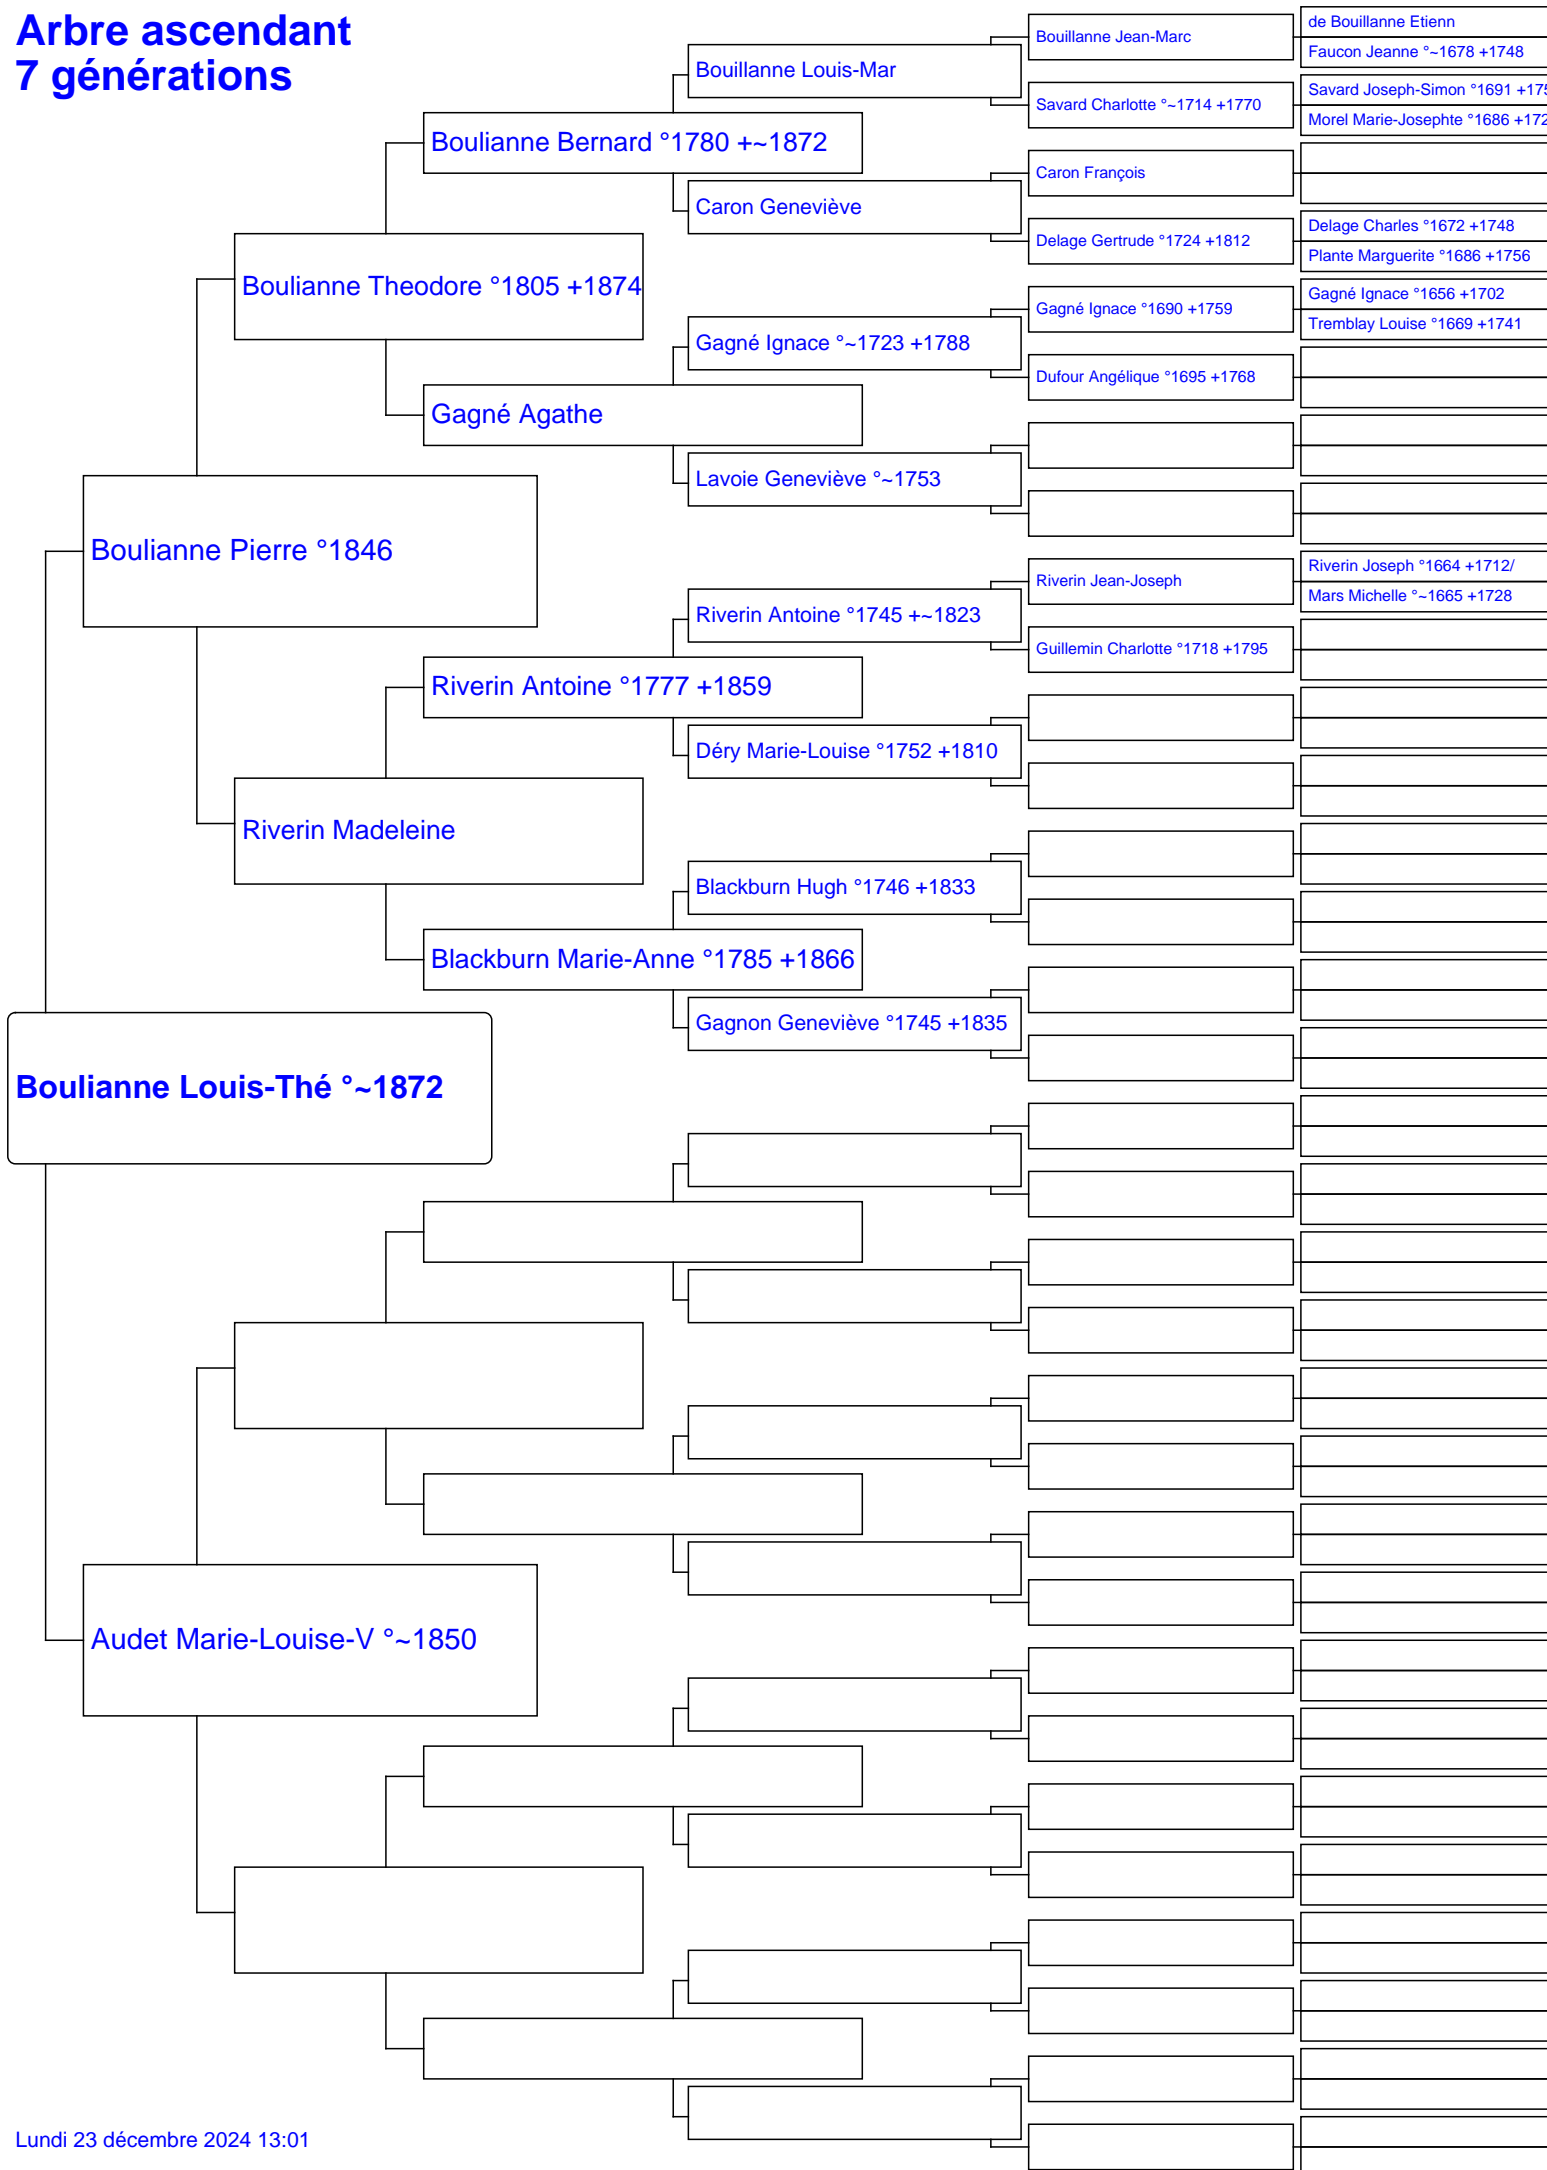 Arbre ascendant
7 générations
de Bouillanne Etienn
Bouillanne Jean-Marc
Faucon Jeanne °~1678 +1748
Bouillanne Louis-Mar
Savard Joseph-Simon °1691 +175
Savard Charlotte °~1714 +1770
Morel Marie-Josephte °1686 +172
Boulianne Bernard °1780 +~1872
Caron François
Caron Geneviève
Delage Charles °1672 +1748
Delage Gertrude °1724 +1812
Plante Marguerite °1686 +1756
Boulianne Theodore °1805 +1874
Gagné Ignace °1656 +1702
Gagné Ignace °1690 +1759
Tremblay Louise °1669 +1741
Gagné Ignace °~1723 +1788
Dufour Angélique °1695 +1768
Gagné Agathe
Lavoie Geneviève °~1753
Boulianne Pierre °1846
Riverin Joseph °1664 +1712/
Riverin Jean-Joseph
Mars Michelle °~1665 +1728
Riverin Antoine °1745 +~1823
Guillemin Charlotte °1718 +1795
Riverin Antoine °1777 +1859
Déry Marie-Louise °1752 +1810
Riverin Madeleine
Blackburn Hugh °1746 +1833
Blackburn Marie-Anne °1785 +1866
Gagnon Geneviève °1745 +1835
Boulianne Louis-Thé °~1872
Audet Marie-Louise-V °~1850
Lundi 23 décembre 2024 13:01